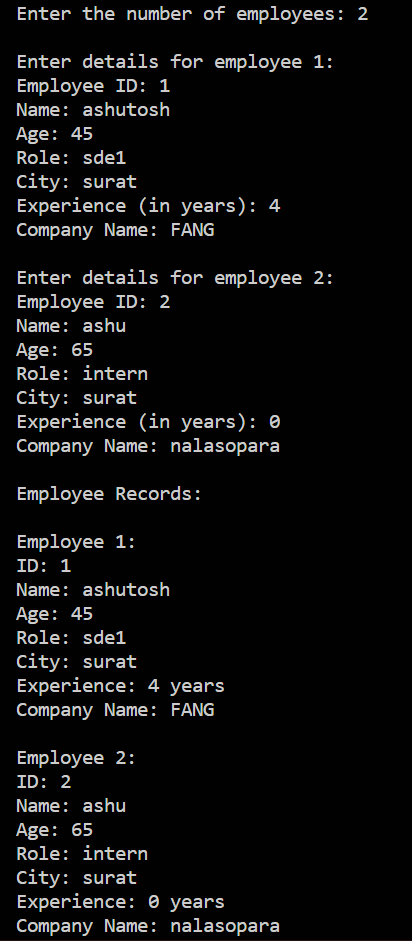 Enter the number of employees: 2
Enter details for employee 1:
Employee ID: 1
Name: ashutosh
Age: 45
Role: sde1
City: surat
Experience (in years): 4
Company Name: FANG
Enter details for employee 2:
Employee ID: 2
Name: ashu
Age: 65
Role: intern
City: surat
Experience (in years): 0
Company Name: nalasopara
Employee Records:
Employee 1:
ID: 1
Name: ashutosh
Age: 45
Role: sde1
City: surat
Experience: 4 years
Company Name: FANG
Employee 2:
ID: 2
Name: ashu
Age: 65
Role: intern
City: surat
Experience: 0 years
Company Name: nalasopara